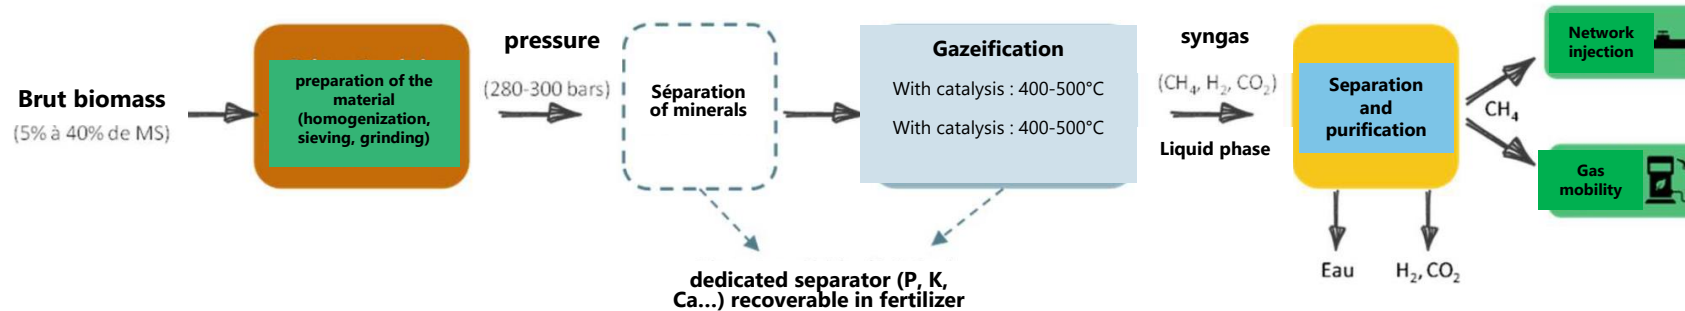 Brut biomass
(5% à 40% de MS)
preparation of the
material
(homogenization,
sieving, grinding)
pressure
(280-300 bars)
Séparation
of minerals
Gazeification
With catalysis : 400-500°C
With catalysis : 400-500°C
syngas
(CH₄, H₂, CO₂)
Liquid phase
Separation
and
purification
CH₄
Network
injection
Gas
mobility
Eau
H₂, CO₂
dedicated separator (P, K,
Ca...) recoverable in fertilizer